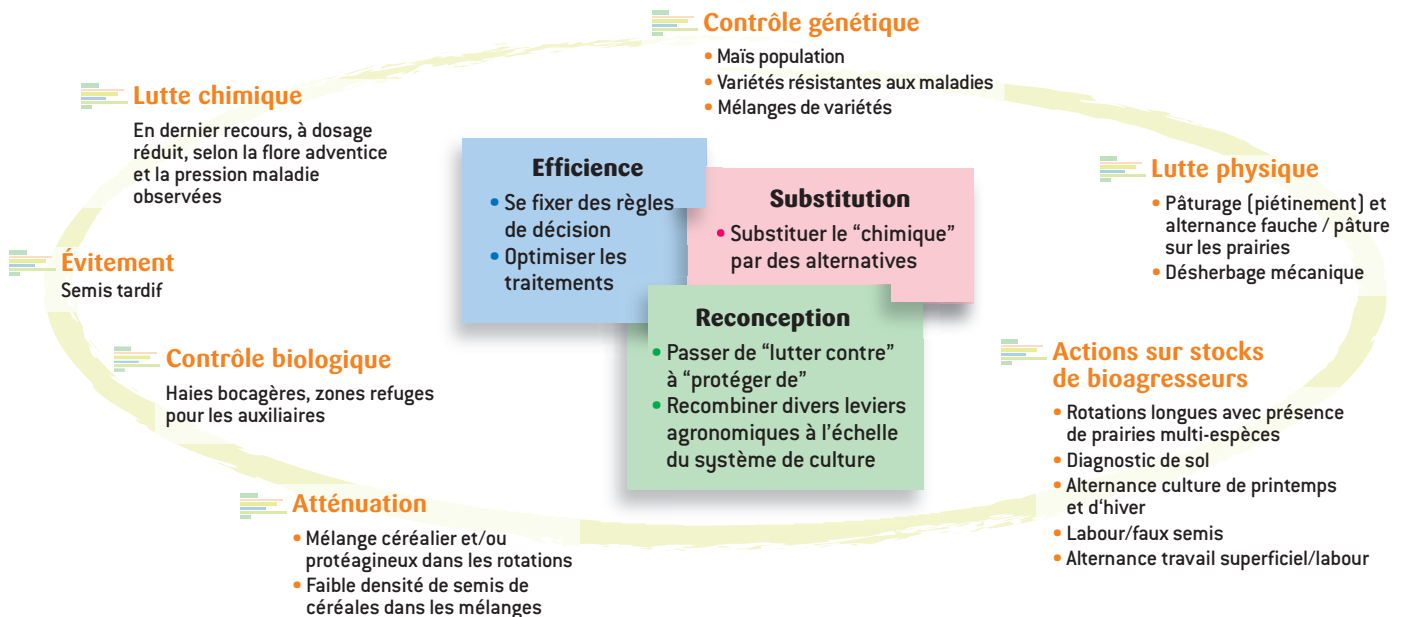 Contrôle génétique
• Maïs population
• Variétés résistantes aux maladies
• Mélanges de variétés
Lutte chimique
En dernier recours, à dosage
réduit, selon la flore adventice
et la pression maladie
observées
Efficience
• Se fixer des règles
de décision
• Optimiser les
traitements
Substitution
• Substituer le “chimique”
par des alternatives
Lutte physique
• Pâturage (piétinement) et
alternance fauche / pâture
sur les prairies
• Désherbage mécanique
Évitement
Semis tardif
Reconception
• Passer de “lutter contre”
à “protéger de”
• Recombiner divers leviers
agronomiques à l’échelle
du système de culture
Contrôle biologique
Haies bocagères, zones refuges
pour les auxiliaires
Actions sur stocks
de bioagresseurs
• Rotations longues avec présence
de prairies multi-espèces
• Diagnostic de sol
• Alternance culture de printemps
et d'hiver
• Labour/faux semis
• Alternance travail superficiel/labour
Atténuation
• Mélange céréalier et/ou
protéagineux dans les rotations
• Faible densité de semis de
céréales dans les mélanges